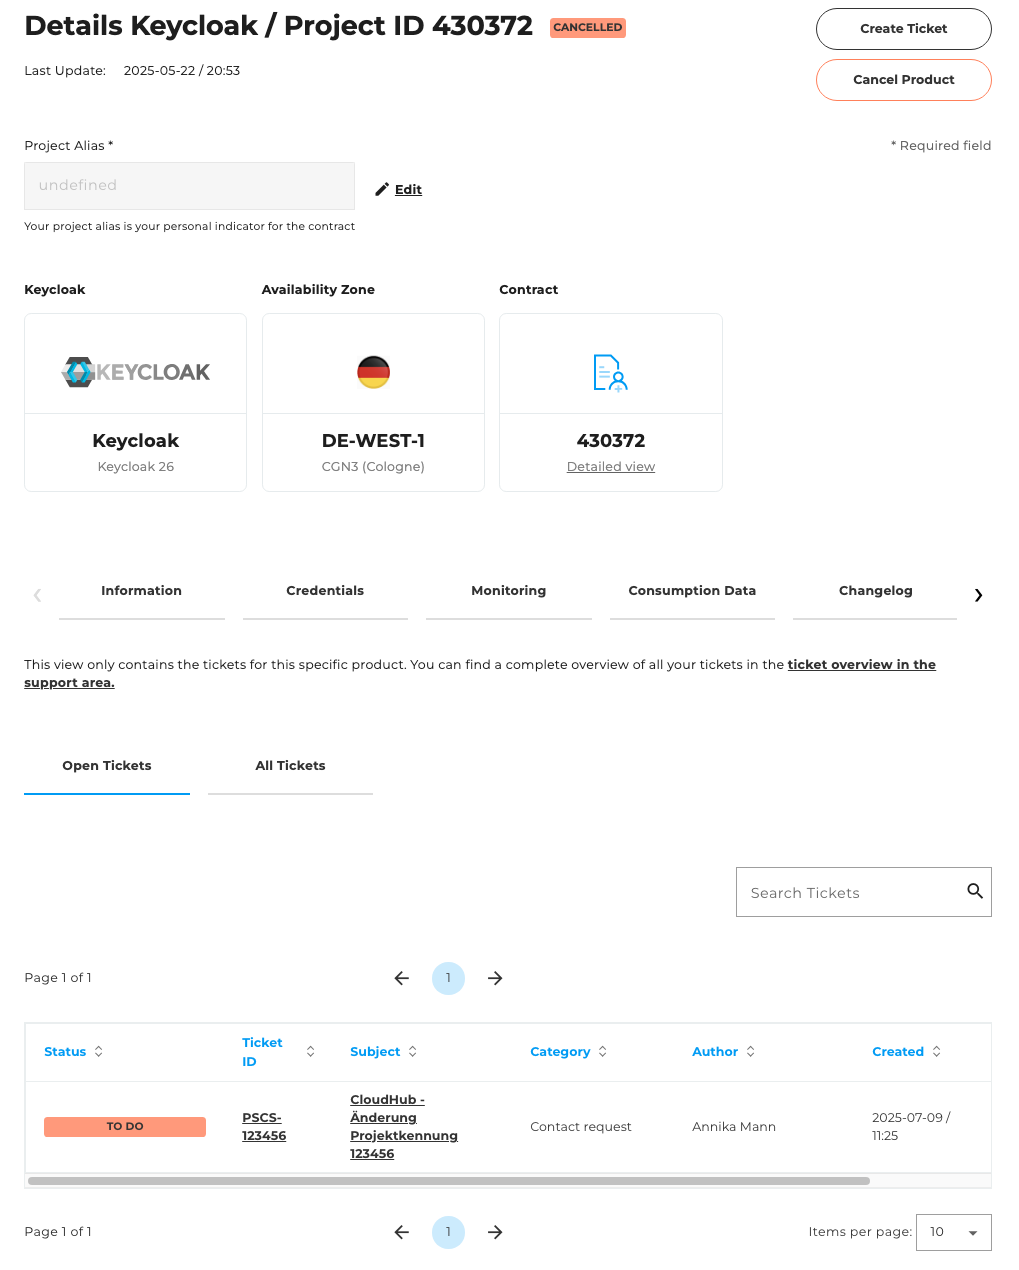 Details Keycloak / Project ID 430372 CANCELLED
Create Ticket
Last Update: 2025-05-22 / 20:53
Cancel Product
Project Alias *
* Required field
undefined
Edit
Your project alias is your personal indicator for the contract
Keycloak Availability Zone Contract
KEYCLOAK
Keycloak DE-WEST-1 430372
Keycloak 26 CGN3 (Cologne) Detailed view
Information Credentials Monitoring Consumption Data Changelog
This view only contains the tickets for this specific product. You can find a complete overview of all your tickets in the ticket overview in the
support area.
Open Tickets All Tickets
Search Tickets
Page 1 of 1 1
Status Ticket ID Subject Category Author Created
TO DO
PSCS-
123456
CloudHub -
Änderung
Projektkennung
123456
Contact request
Annika Mann
2025-07-09 /
11:25
Page 1 of 1 1 Items per page: 10